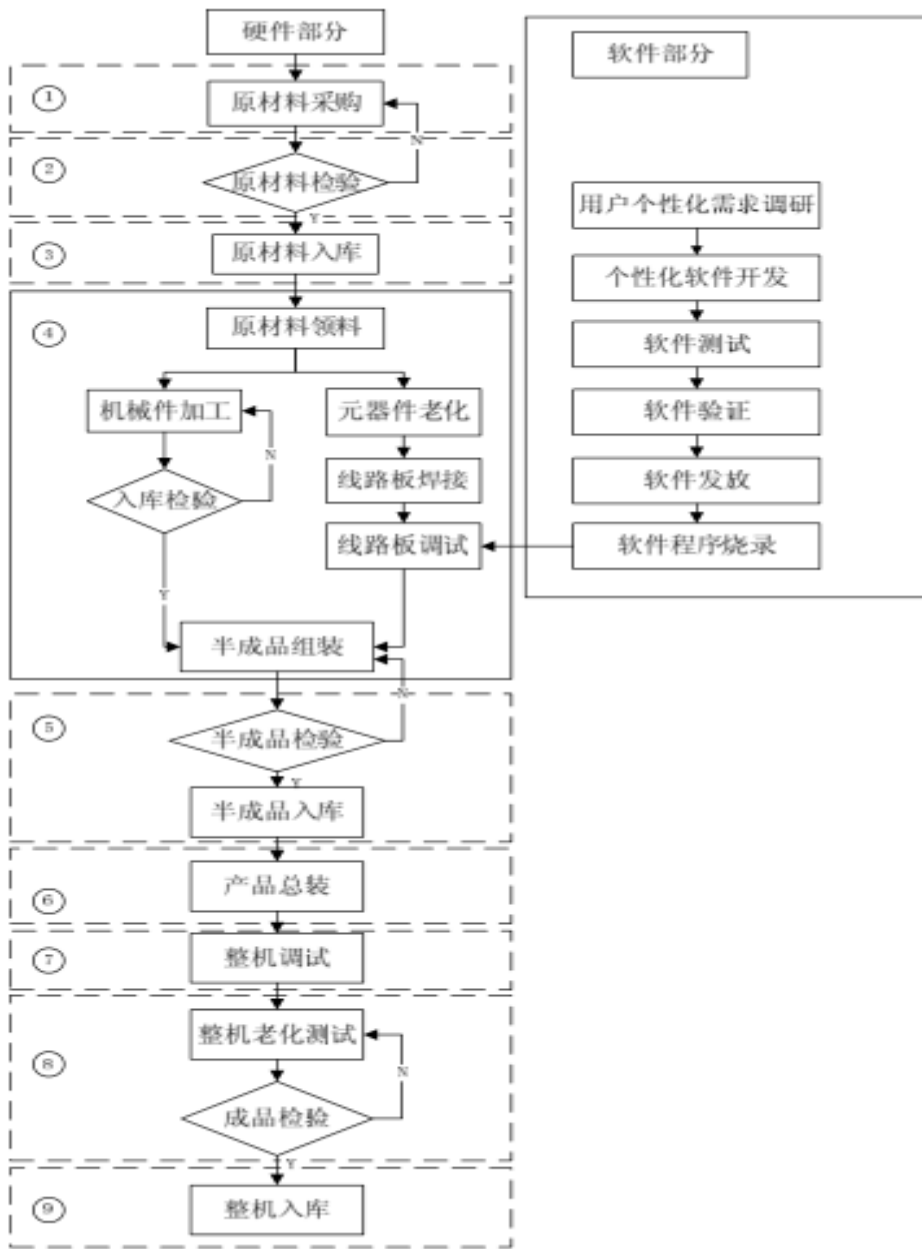 硬件部分
软件部分
①
原材料采购
N
②
原材料检验
Y
用户个性化需求调研
③
原材料入库
个性化软件开发
④
原材料领料
软件测试
机械件加工
元器件老化
软件验证
N
入库检验
线路板焊接
软件发放
线路板调试
软件程序烧录
Y
半成品组装
N
⑤
半成品检验
Y
半成品入库
⑥
产品总装
⑦
整机调试
整机老化测试
⑧
N
成品检验
Y
⑨
整机入库